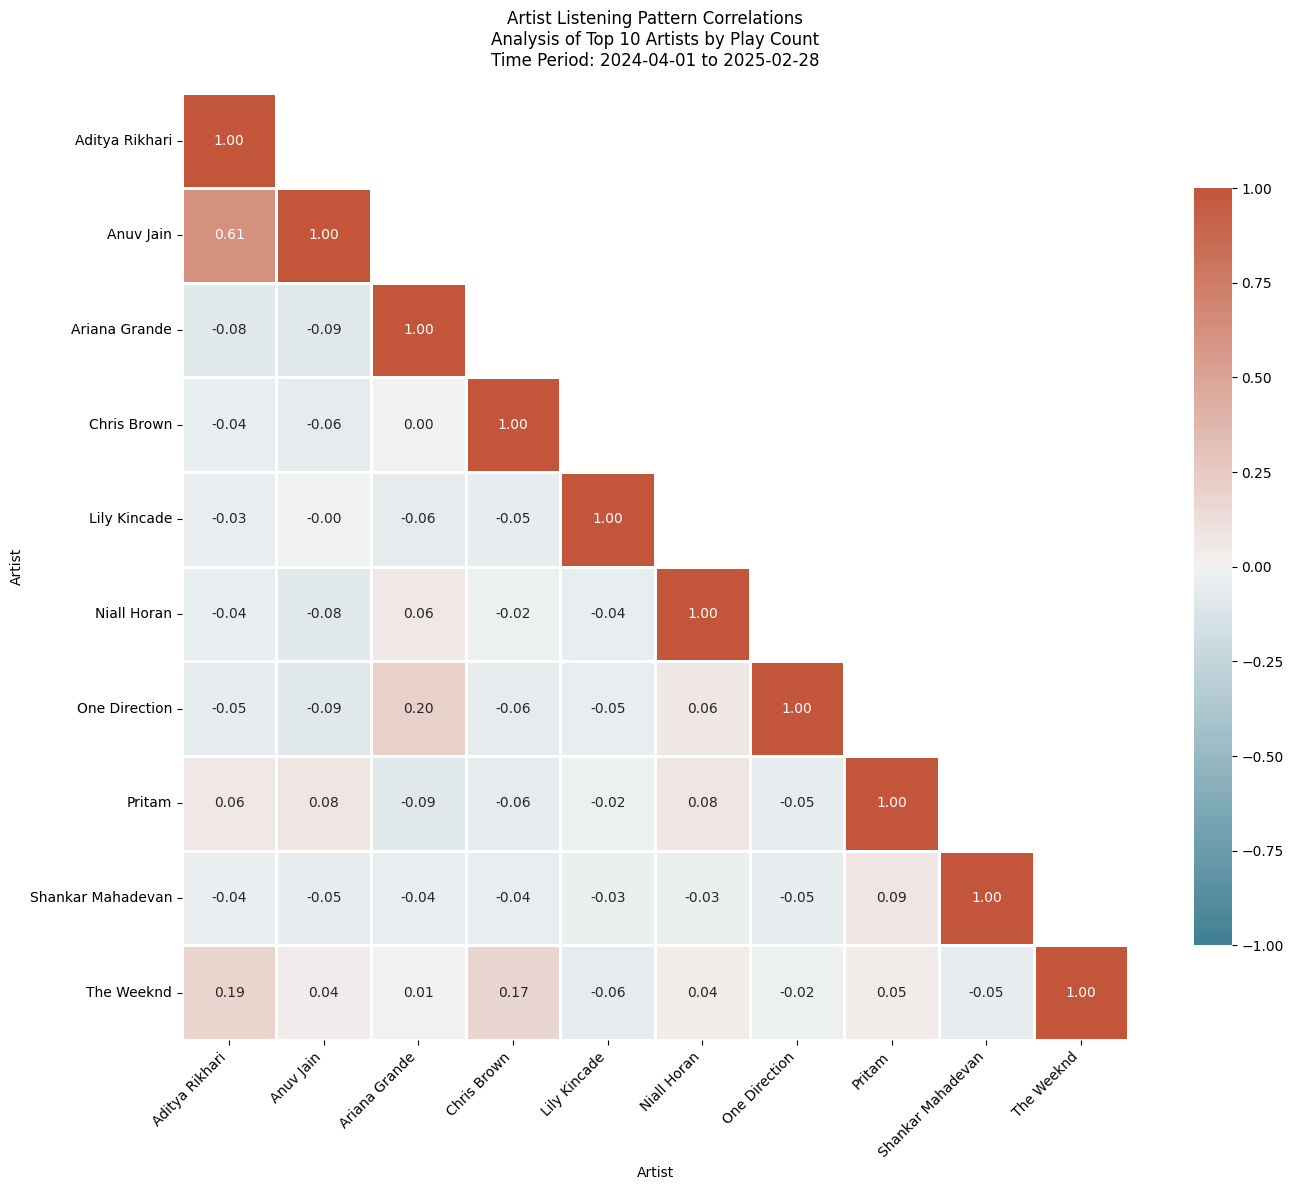 Artist Listening Pattern Correlations
Analysis of Top 10 Artists by Play Count
Time Period: 2024-04-01 to 2025-02-28
Aditya Rikhari 1.00
Anuv Jain 0.61 1.00
Ariana Grande -0.08 -0.09 1.00
Chris Brown -0.04 -0.06 0.00 1.00
Lily Kincade -0.03 -0.00 -0.06 -0.05 1.00
Niall Horan -0.04 -0.08 0.06 -0.02 -0.04 1.00
One Direction -0.05 -0.09 0.20 -0.06 -0.05 0.06 1.00
Pritam 0.06 0.08 -0.09 -0.06 -0.02 0.08 -0.05 1.00
Shankar Mahadevan -0.04 -0.05 -0.04 -0.04 -0.03 -0.03 -0.05 0.09 1.00
The Weeknd 0.19 0.04 0.01 0.17 -0.06 0.04 -0.02 0.05 -0.05 1.00
Artist
Aditya Rikhari
Anuv Jain
Ariana Grande
Chris Brown
Lily Kincade
Niall Horan
One Direction
Pritam
Shankar Mahadevan
The Weeknd
Artist
1.00
0.75
0.50
0.25
0.00
−0.25
−0.50
−0.75
−1.00